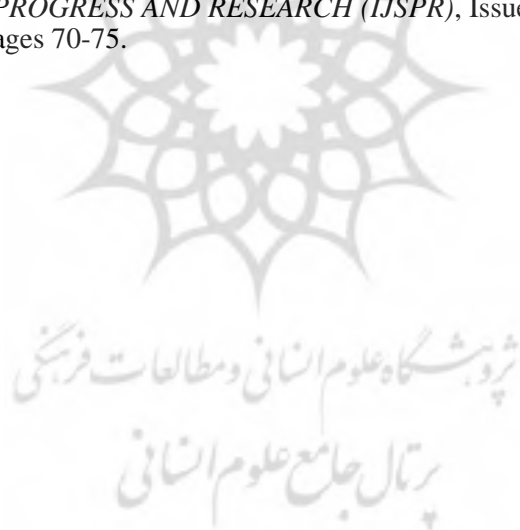 PROGRESS AND RESEARCH (IJSPR), Issue
ages 70-75.
پژوهشگاه علوم انسانی و مطالعات فرهنگی
پرتال جامع علوم انسانی